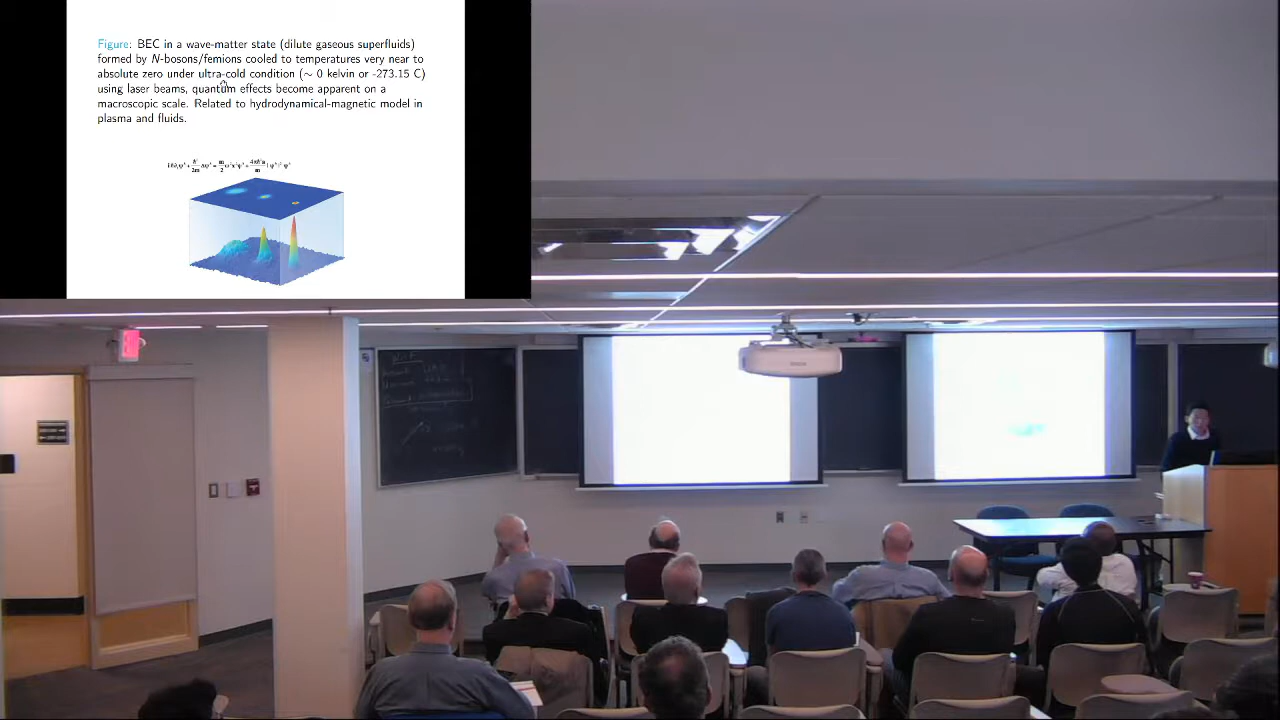 Figure: BEC in a wave-matter state (dilute gaseous superfluids)
formed by N-bosons/femions cooled to temperatures very near to
absolute zero under ultra-cold condition (∼ 0 kelvin or -273.15 C)
using laser beams, quantum effects become apparent on a
macroscopic scale. Related to hydrodynamical-magnetic model in
plasma and fluids.